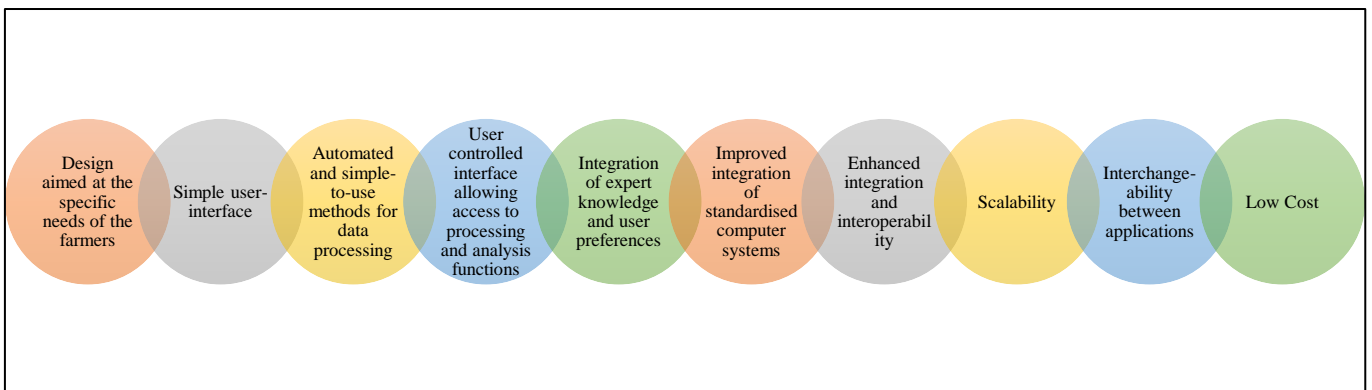 Design
aimed at the
specific
needs of the
farmers
Simple user-
interface
Automated
and simple-
to-use
methods for
data
processing
User
controlled
interface
allowing
access to
processing
and analysis
functions
Integration
of expert
knowledge
and user
preferences
Improved
integration
of
standardised
computer
systems
Enhanced
integration
and
interoperabil
ity
Scalability
Interchange-
ability
between
applications
Low Cost